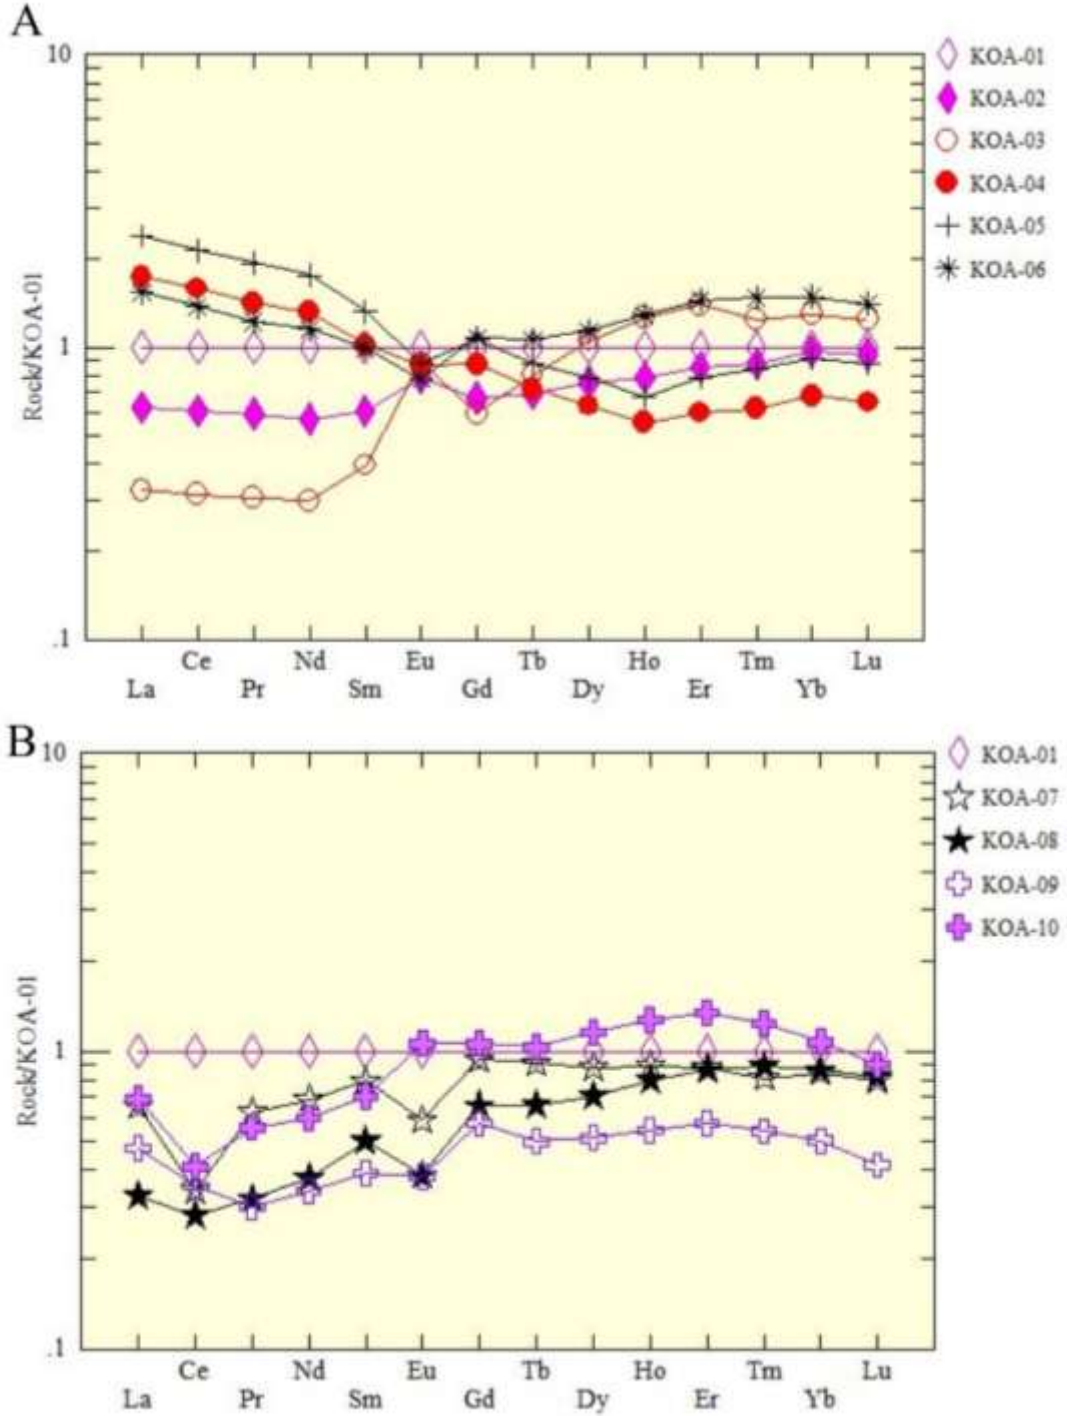 A
10
1
.1
Rock/KOA-01
KOA-01
KOA-02
KOA-03
KOA-04
KOA-05
KOA-06
Ce Nd Eu Tb Ho Tm Lu
La Pr Sm Gd Dy Er Yb
B
10
1
.1
Rock/KOA-01
KOA-01
KOA-07
KOA-08
KOA-09
KOA-10
Ce Nd Eu Tb Ho Tm Lu
La Pr Sm Gd Dy Er Yb